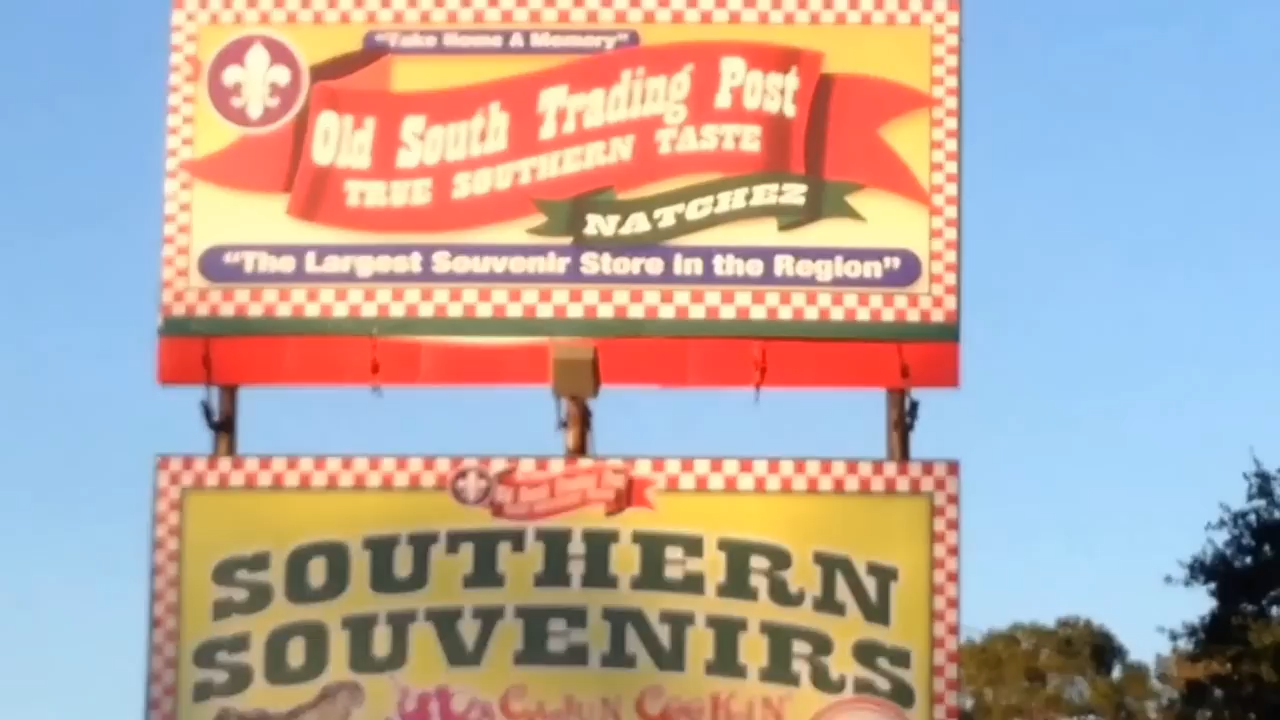 "Take Home A Memory"
Old South Trading Post
TRUE SOUTHERN TASTE
NATCHEZ
"The Largest Souvenir Store in the Region"
SOUTHERN
SOUVENIRS
CAJUN COOKIN'